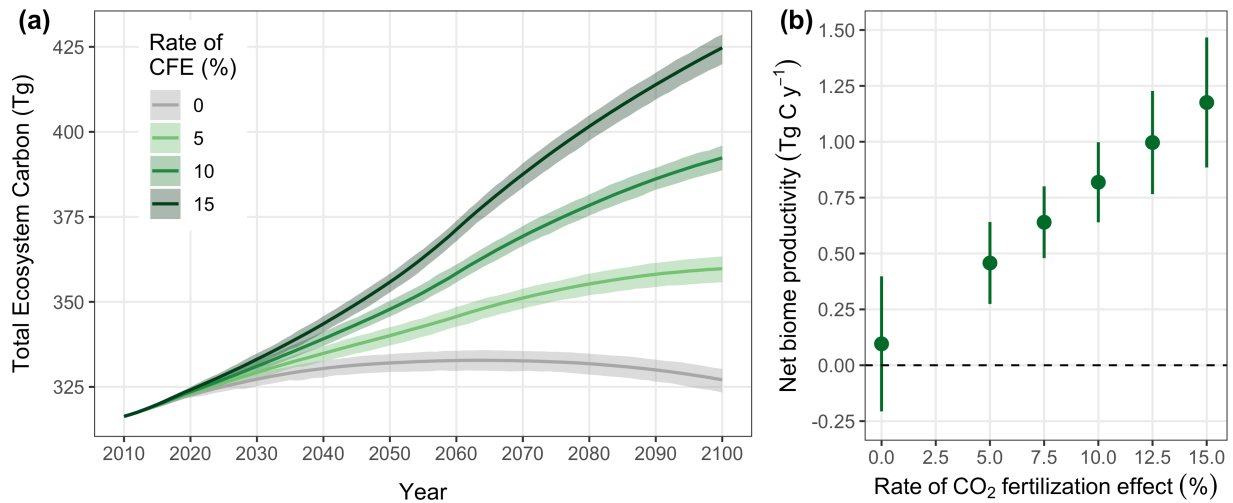 (a)
Total Ecosystem Carbon (Tg)
425
400
375
350
325
Rate of
CFE (%)
0
5
10
15
2010 2020 2030 2040 2050 2060 2070 2080 2090 2100
Year
(b)
Net biome productivity (Tg C y⁻¹)
1.50
1.25
1.00
0.75
0.50
0.25
0.00
-0.25
0.0 2.5 5.0 7.5 10.0 12.5 15.0
Rate of CO₂ fertilization effect (%)